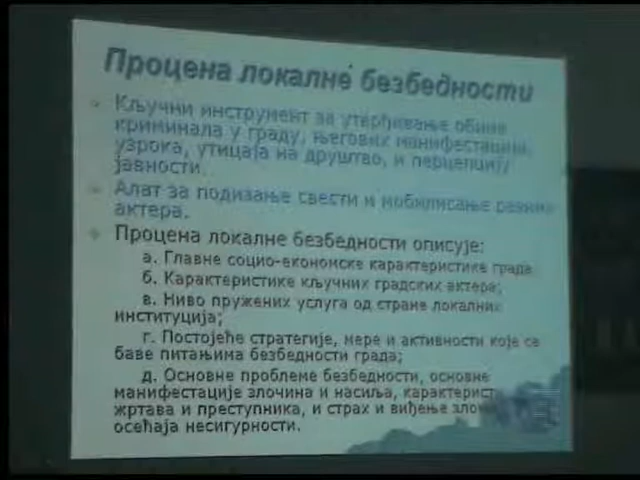 Процена локалне безбедности
Кључни инструмент за утврђивање обима
криминала у граду, његових манифестација,
узрока, утицаја на друштво, и перцепцију
јавности.
Алат за подизање свести и мобилисање разних
актера.
Процена локалне безбедности описује:
а. Главне социо-економске карактеристике града
б. Карактеристике кључних градских актера;
в. Ниво пружених услуга од стране локалних
институција;
г. Постојеће стратегије, мере и активности које се
баве питањима безбедности града;
д. Основне проблеме безбедности, основне
манифестације злочина и насиља,
жртава и преступника, и страх и виђење
осећаја несигурности.